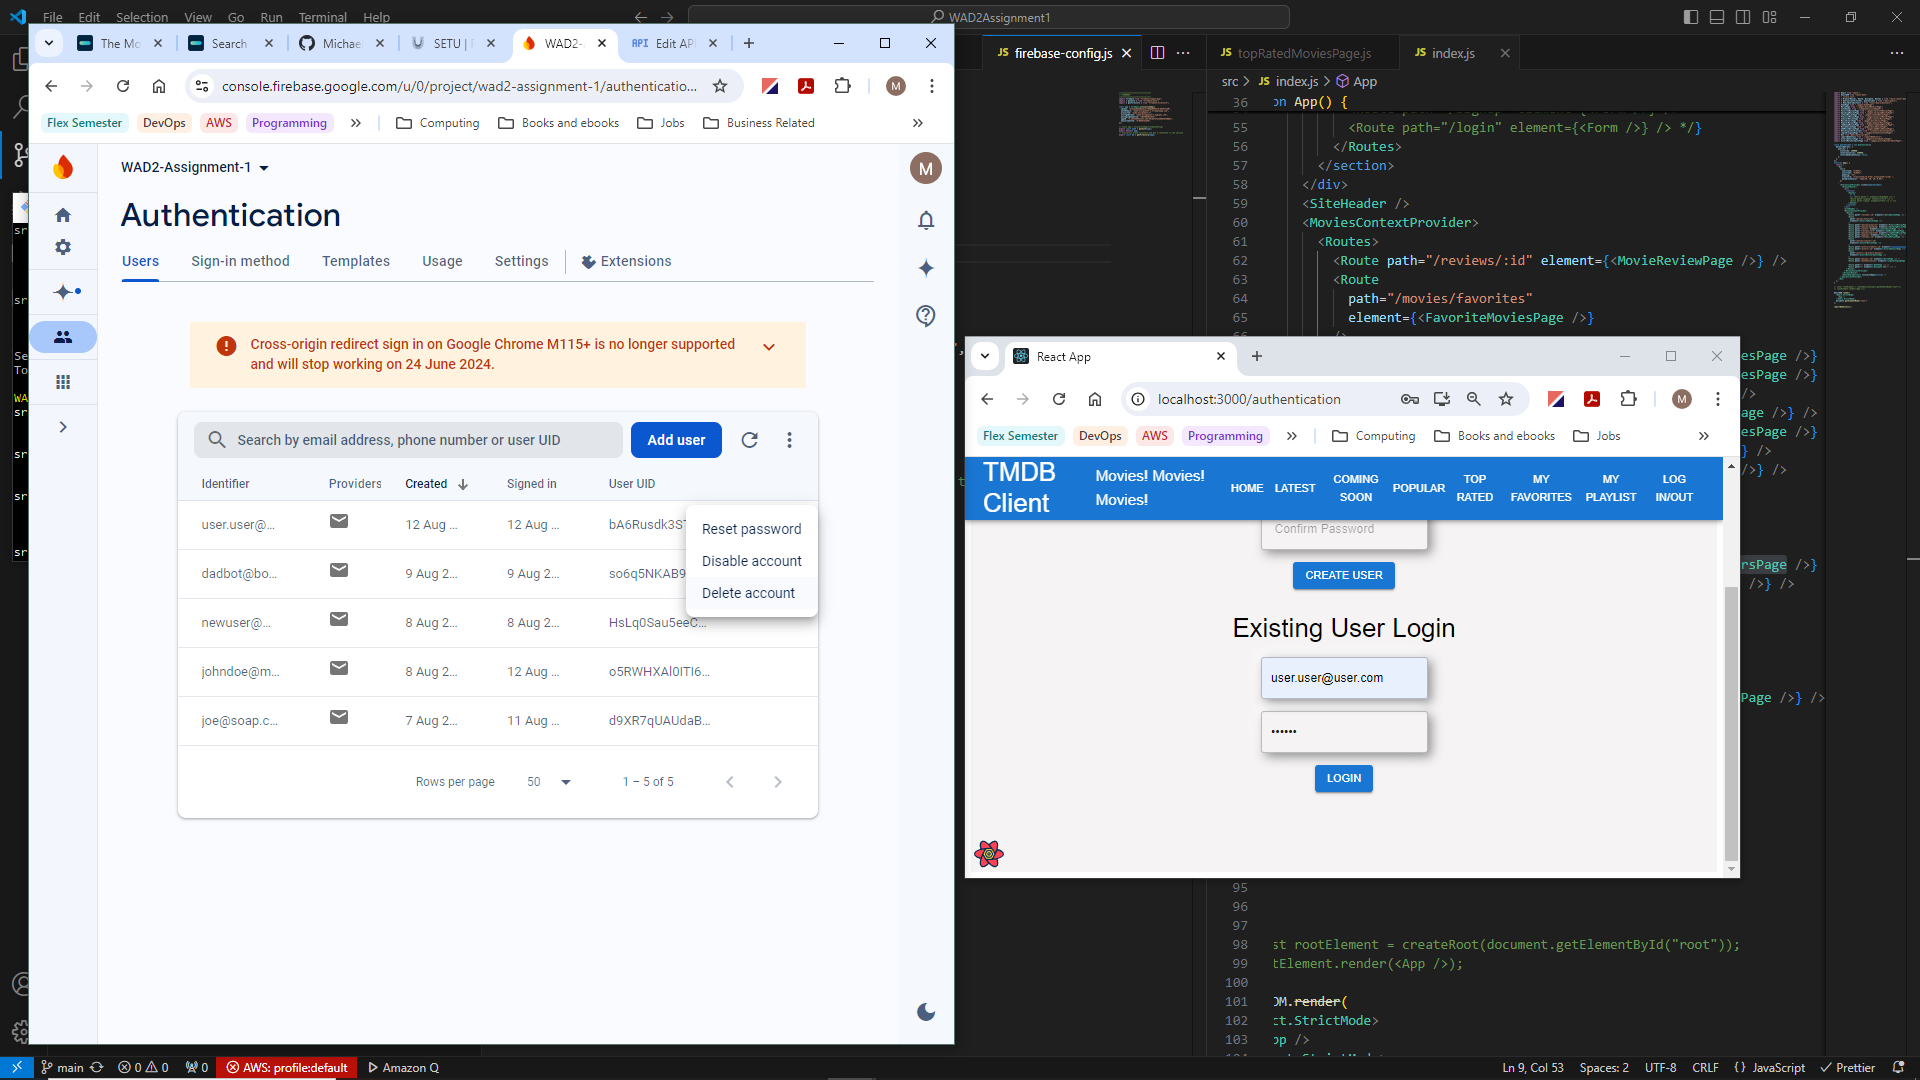 File Edit Selection View Go Run Terminal Help
WAD2Assignment1
The Mo
Search
Michae
SETU |
WAD2-
Edit AP
console.firebase.google.com/u/0/project/wad2-assignment-1/authenticatio...
M
Flex Semester DevOps AWS Programming » Computing Books and ebooks Jobs Business Related »
WAD2-Assignment-1
M
Authentication
Users Sign-in method Templates Usage Settings Extensions
Cross-origin redirect sign in on Google Chrome M115+ is no longer supported
and will stop working on 24 June 2024.
Search by email address, phone number or user UID
Add user
Identifier Providers Created Signed in User UID
user.user@... 12 Aug ... 12 Aug ... bA6Rusdk3S
dadbot@bo... 9 Aug 2... 9 Aug 2... so6q5NKAB9
newuser@... 8 Aug 2... 8 Aug 2... HsLq0Sau5eeC...
johndoe@m... 8 Aug 2... 12 Aug ... o5RWHXAl0ITI6...
joe@soap.c... 7 Aug 2... 11 Aug ... d9XR7qUAUdaB...
Reset password
Disable account
Delete account
Rows per page 50 1 – 5 of 5
JS firebase-config.js
JS topRatedMoviesPage.js
JS index.js
src > JS index.js > App
36 on App() {
55 <Route path="/login" element={<Form />} /> */}
56 </Routes>
57 </section>
58 </div>
59 <SiteHeader />
60 <MoviesContextProvider>
61 <Routes>
62 <Route path="/reviews/:id" element={<MovieReviewPage />} />
63 <Route
64 path="/movies/favorites"
65 element={<FavoriteMoviesPage />}
esPage />}
esPage />}
/>
age />} />
esPage />}
/>} />
rsPage />}
/>} />
Page />} />
React App
localhost:3000/authentication
M
Flex Semester DevOps AWS Programming » Computing Books and ebooks Jobs »
TMDB
Client
Movies! Movies!
Movies!
HOME
LATEST
COMING
SOON
POPULAR
TOP
RATED
MY
FAVORITES
MY
PLAYLIST
LOG
IN/OUT
Confirm Password
CREATE USER
Existing User Login
user.user@user.com
••••••
LOGIN
95
96
97
98 st rootElement = createRoot(document.getElementById("root"));
99 tElement.render(<App />);
100
101 OM.render(
102 ct.StrictMode>
103 pp />
main 0 0 0 AWS: profile:default Amazon Q
Ln 9, Col 53 Spaces: 2 UTF-8 CRLF {} JavaScript Prettier